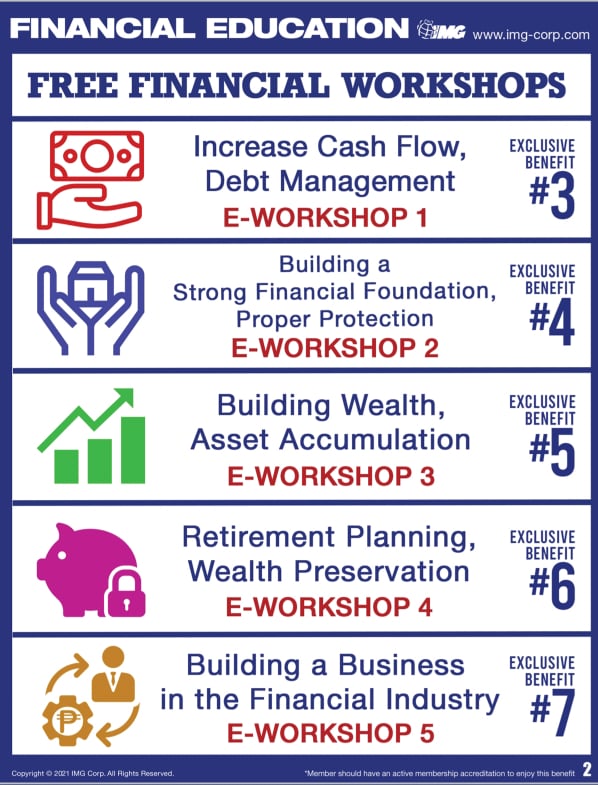 FINANCIAL EDUCATION IMG www.img-corp.com
FREE FINANCIAL WORKSHOPS
Increase Cash Flow,
Debt Management
E-WORKSHOP 1
EXCLUSIVE
BENEFIT
#3
Building a
Strong Financial Foundation,
Proper Protection
E-WORKSHOP 2
EXCLUSIVE
BENEFIT
#4
Building Wealth,
Asset Accumulation
E-WORKSHOP 3
EXCLUSIVE
BENEFIT
#5
Retirement Planning,
Wealth Preservation
E-WORKSHOP 4
EXCLUSIVE
BENEFIT
#6
Building a Business
in the Financial Industry
E-WORKSHOP 5
EXCLUSIVE
BENEFIT
#7
₱
Copyright © 2021 IMG Corp. All Rights Reserved.
*Member should have an active membership accreditation to enjoy this benefit 2